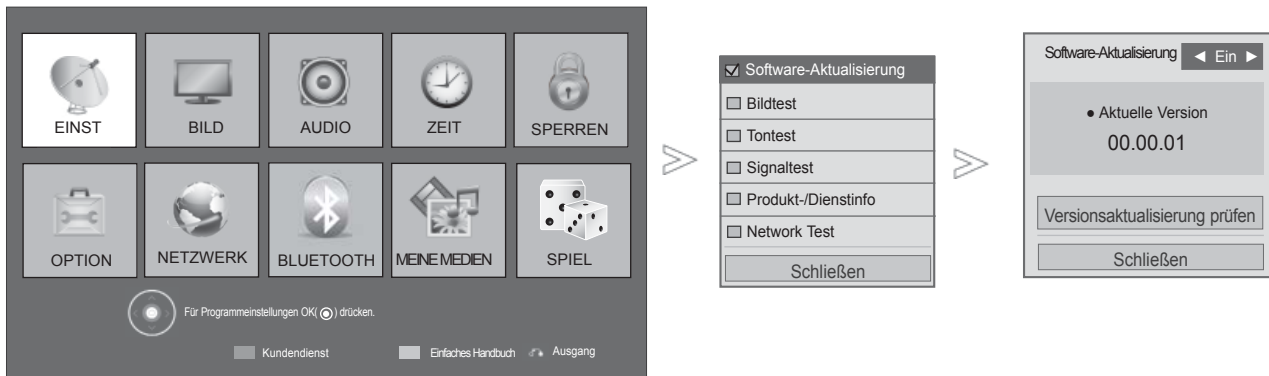 EINST
BILD
AUDIO
ZEIT
SPERREN
OPTION
NETZWERK
BLUETOOTH
MEINE MEDIEN
SPIEL
Für Programmeinstellungen OK( ) drücken.
Kundendienst
Einfaches Handbuch
Ausgang
Software-Aktualisierung
Bildtest
Tontest
Signaltest
Produkt-/Dienstinfo
Network Test
Schließen
Software-Aktualisierung ◄ Ein ►
● Aktuelle Version
00.00.01
Versionsaktualisierung prüfen
Schließen